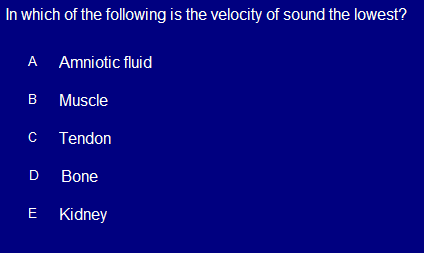 In which of the following is the velocity of sound the lowest?
A Amniotic fluid
B Muscle
C Tendon
D Bone
E Kidney